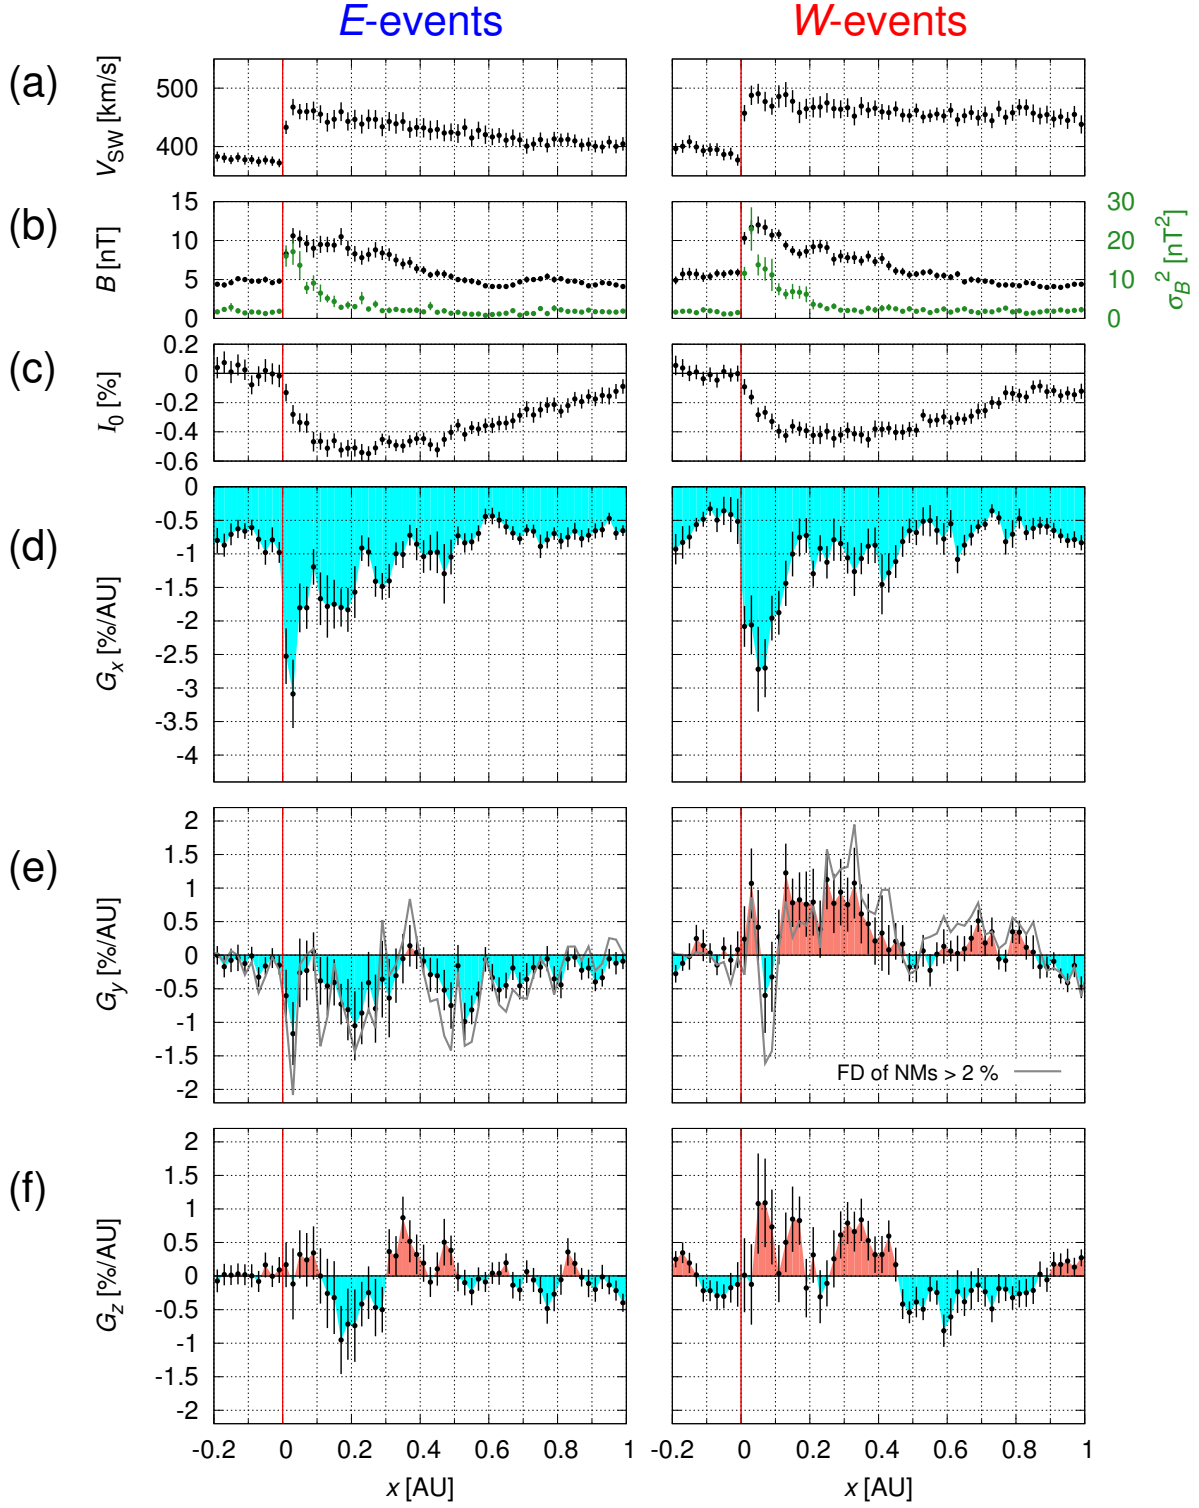 E-events W-events
(a) V_SW [km/s] 500 400
(b) B [nT] 15 10 5 0 30 20 10 0 σ_B² [nT²]
(c) I_0 [%] 0.2 0 -0.2 -0.4 -0.6
(d) G_x [%/AU] 0 -0.5 -1 -1.5 -2 -2.5 -3 -3.5 -4
(e) G_y [%/AU] 2 1.5 1 0.5 0 -0.5 -1 -1.5 -2
FD of NMs > 2 %
(f) G_z [%/AU] 2 1.5 1 0.5 0 -0.5 -1 -1.5 -2
-0.2 0 0.2 0.4 0.6 0.8 1 -0.2 0 0.2 0.4 0.6 0.8 1
x [AU] x [AU]